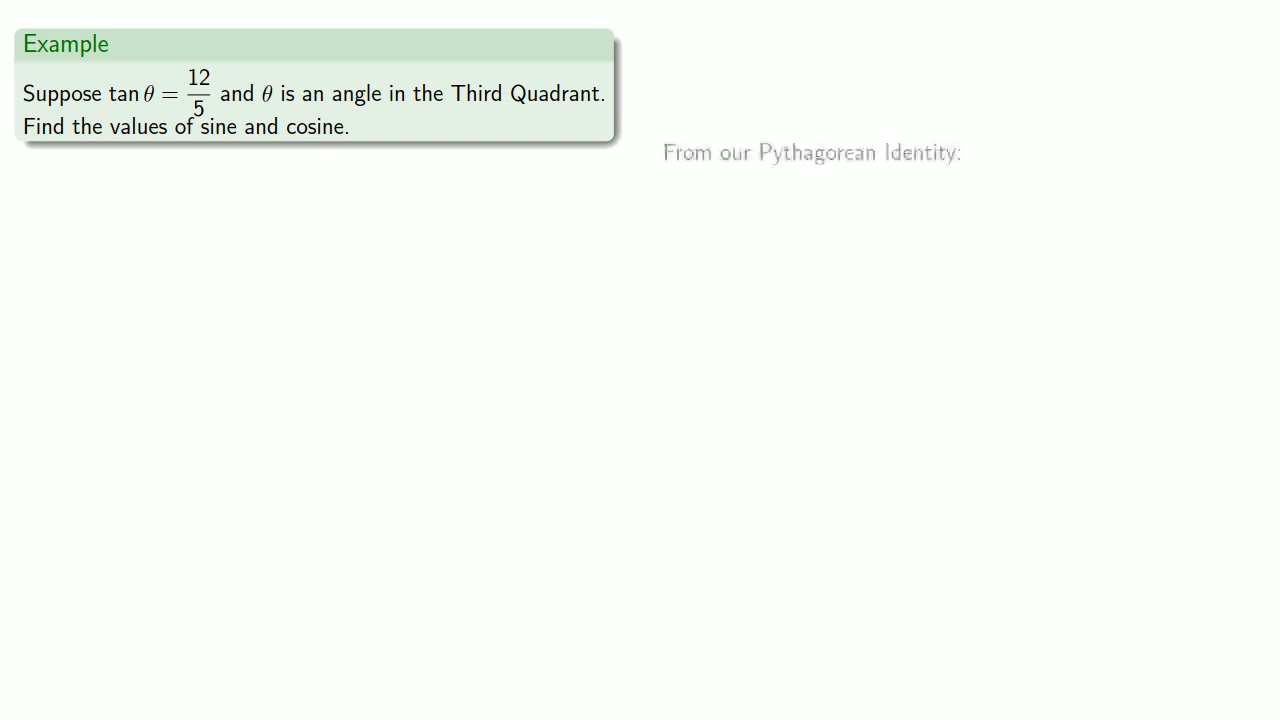 Example
Suppose tan θ = 12/5 and θ is an angle in the Third Quadrant.
Find the values of sine and cosine.
From our Pythagorean Identity: